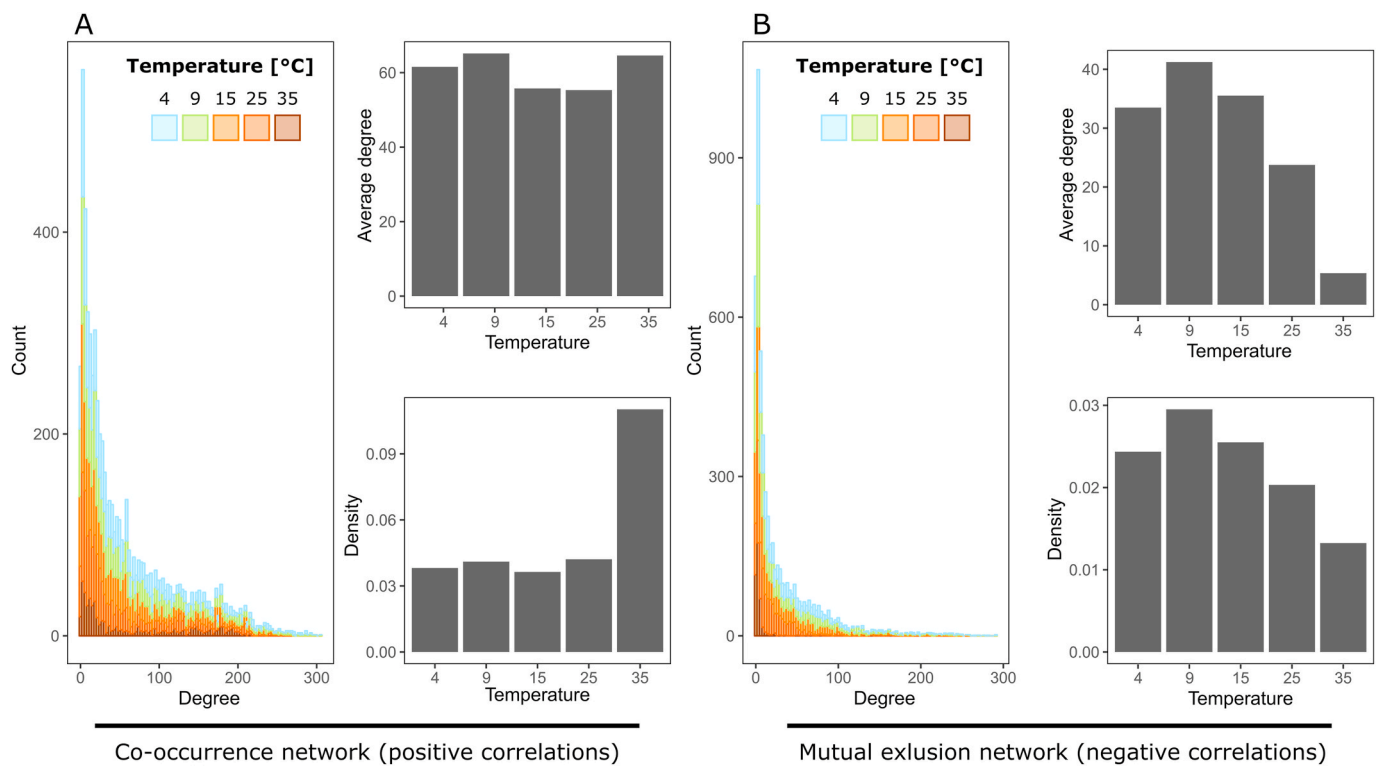 A
Temperature [°C]
4 9 15 25 35
400
200
0
Count
0 100 200 300
Degree
60
40
20
0
Average degree
4 9 15 25 35
Temperature
0.09
0.06
0.03
0.00
Density
4 9 15 25 35
Temperature
Co-occurrence network (positive correlations)
B
Temperature [°C]
4 9 15 25 35
900
600
300
0
Count
0 100 200 300
Degree
40
30
20
10
0
Average degree
4 9 15 25 35
Temperature
0.03
0.02
0.01
0.00
Density
4 9 15 25 35
Temperature
Mutual exlusion network (negative correlations)